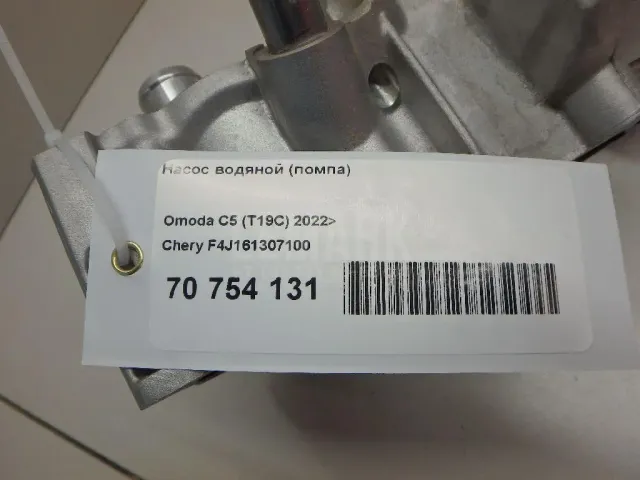 Насос водяной (помпа)
Omoda C5 (T19C) 2022>
Chery F4J161307100
70 754 131